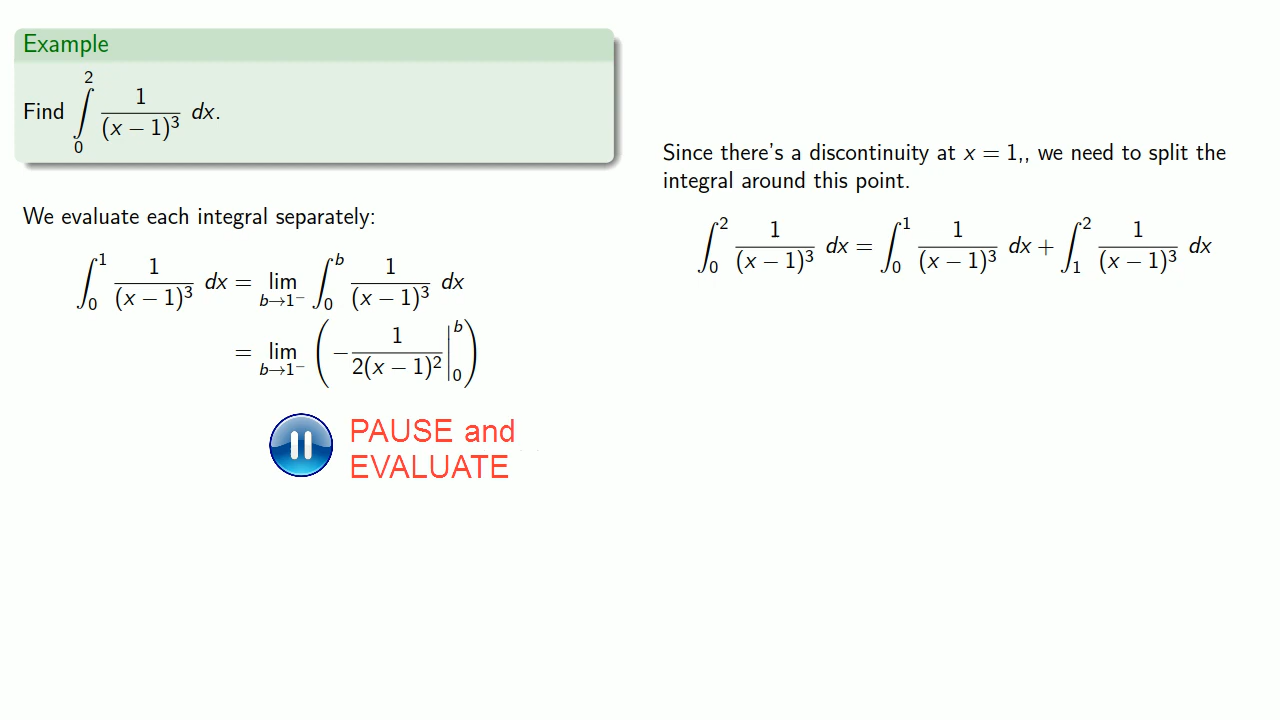 Example
Find ∫₀² 1/(x − 1)³ dx.
We evaluate each integral separately:
∫₀¹ 1/(x − 1)³ dx = lim_{b→1⁻} ∫₀ᵇ 1/(x − 1)³ dx
= lim_{b→1⁻} ( − 1/(2(x − 1)²) |₀ᵇ )
PAUSE and
EVALUATE
Since there's a discontinuity at x = 1,, we need to split the
integral around this point.
∫₀² 1/(x − 1)³ dx = ∫₀¹ 1/(x − 1)³ dx + ∫₁² 1/(x − 1)³ dx